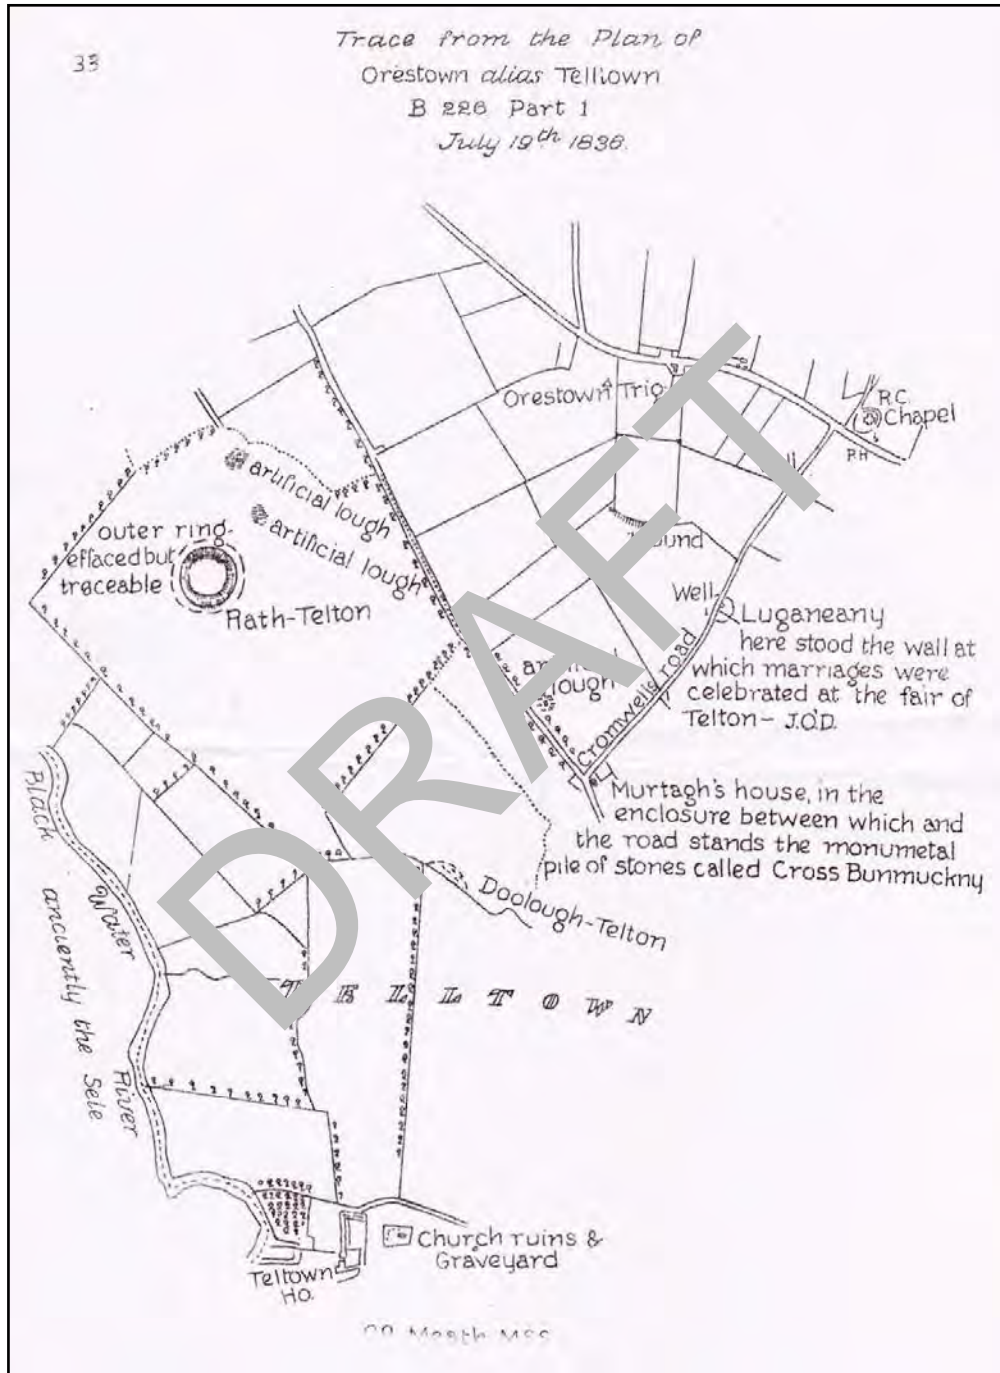 33
Trace from the Plan of
Orestown alias Telltown
B 226 Part 1
July 19th 1836.
Orestown Trig
R.C.
Chapel
P.H
artificial lough
artificial lough
outer ring
effaced but
traceable
Rath-Telton
Well
Luganeany
here stood the wall at
which marriages were
celebrated at the fair of
Telton - J.O'D.
lough
Cromwells road
Murtagh's house, in the
enclosure between which and
the road stands the monumetal
pile of stones called Cross Bunmuckny
Doolough-Telton
Black Water River
anciently the Sele
TELLTOWN
Church ruins &
Graveyard
Teltown
Ho.
DRAFT